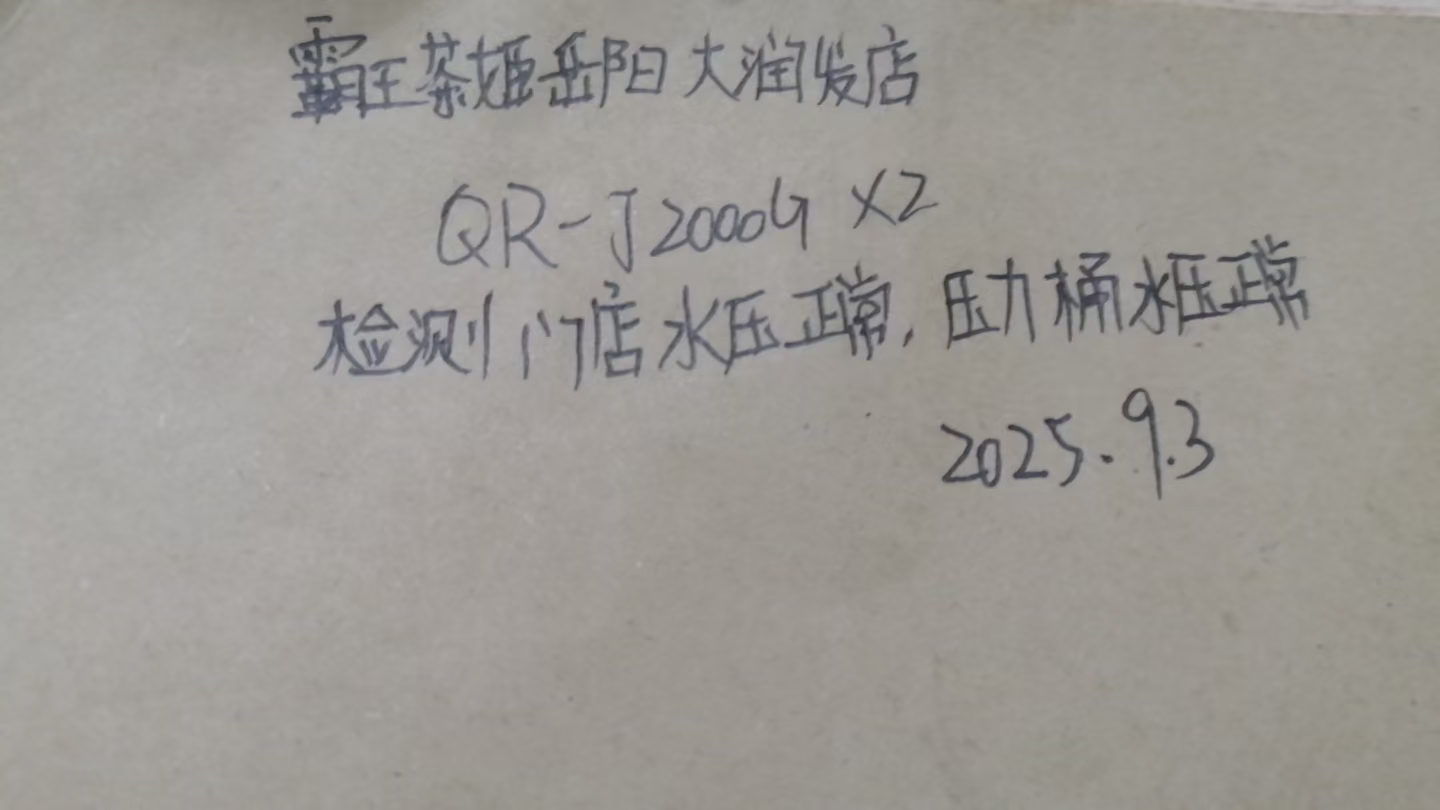 霸王茶姬岳阳大润发店
QR-J2000G X2
检测门店水压正常,压力桶水压正常
2025.9.3